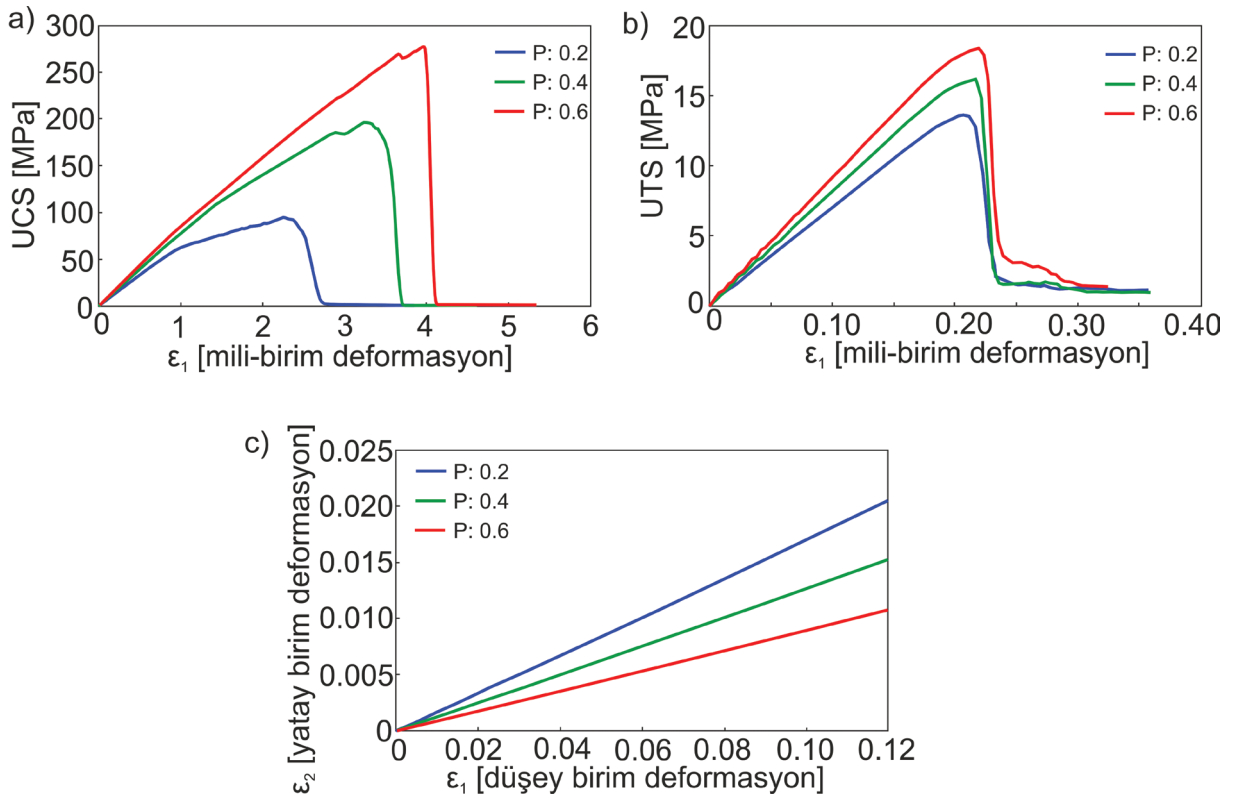 a)
UCS [MPa]
300
250
200
150
100
50
0
0 1 2 3 4 5 6
ε₁ [mili-birim deformasyon]
P: 0.2
P: 0.4
P: 0.6
b)
UTS [MPa]
20
15
10
5
0
0 0.10 0.20 0.30 0.40
ε₁ [mili-birim deformasyon]
P: 0.2
P: 0.4
P: 0.6
c)
ε₂ [yatay birim deformasyon]
0.025
0.020
0.015
0.010
0.005
0
0 0.02 0.04 0.06 0.08 0.10 0.12
ε₁ [düşey birim deformasyon]
P: 0.2
P: 0.4
P: 0.6